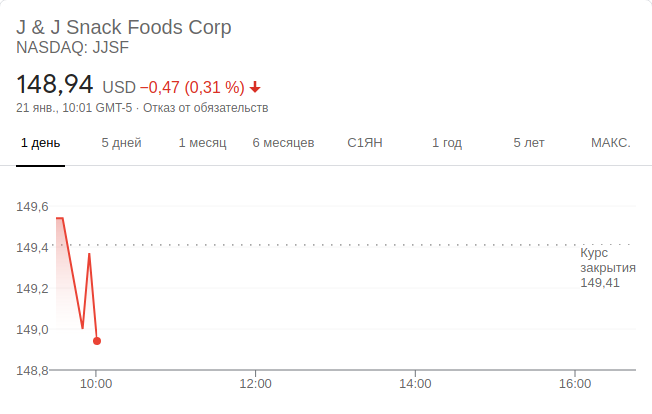 J & J Snack Foods Corp
NASDAQ: JJSF
148,94 USD −0,47 (0,31 %)
21 янв., 10:01 GMT-5 · Отказ от обязательств
1 день 5 дней 1 месяц 6 месяцев С1ЯН 1 год 5 лет МАКС.
149,6
149,4
149,2
149,0
148,8
Курс
закрытия
149,41
10:00 12:00 14:00 16:00